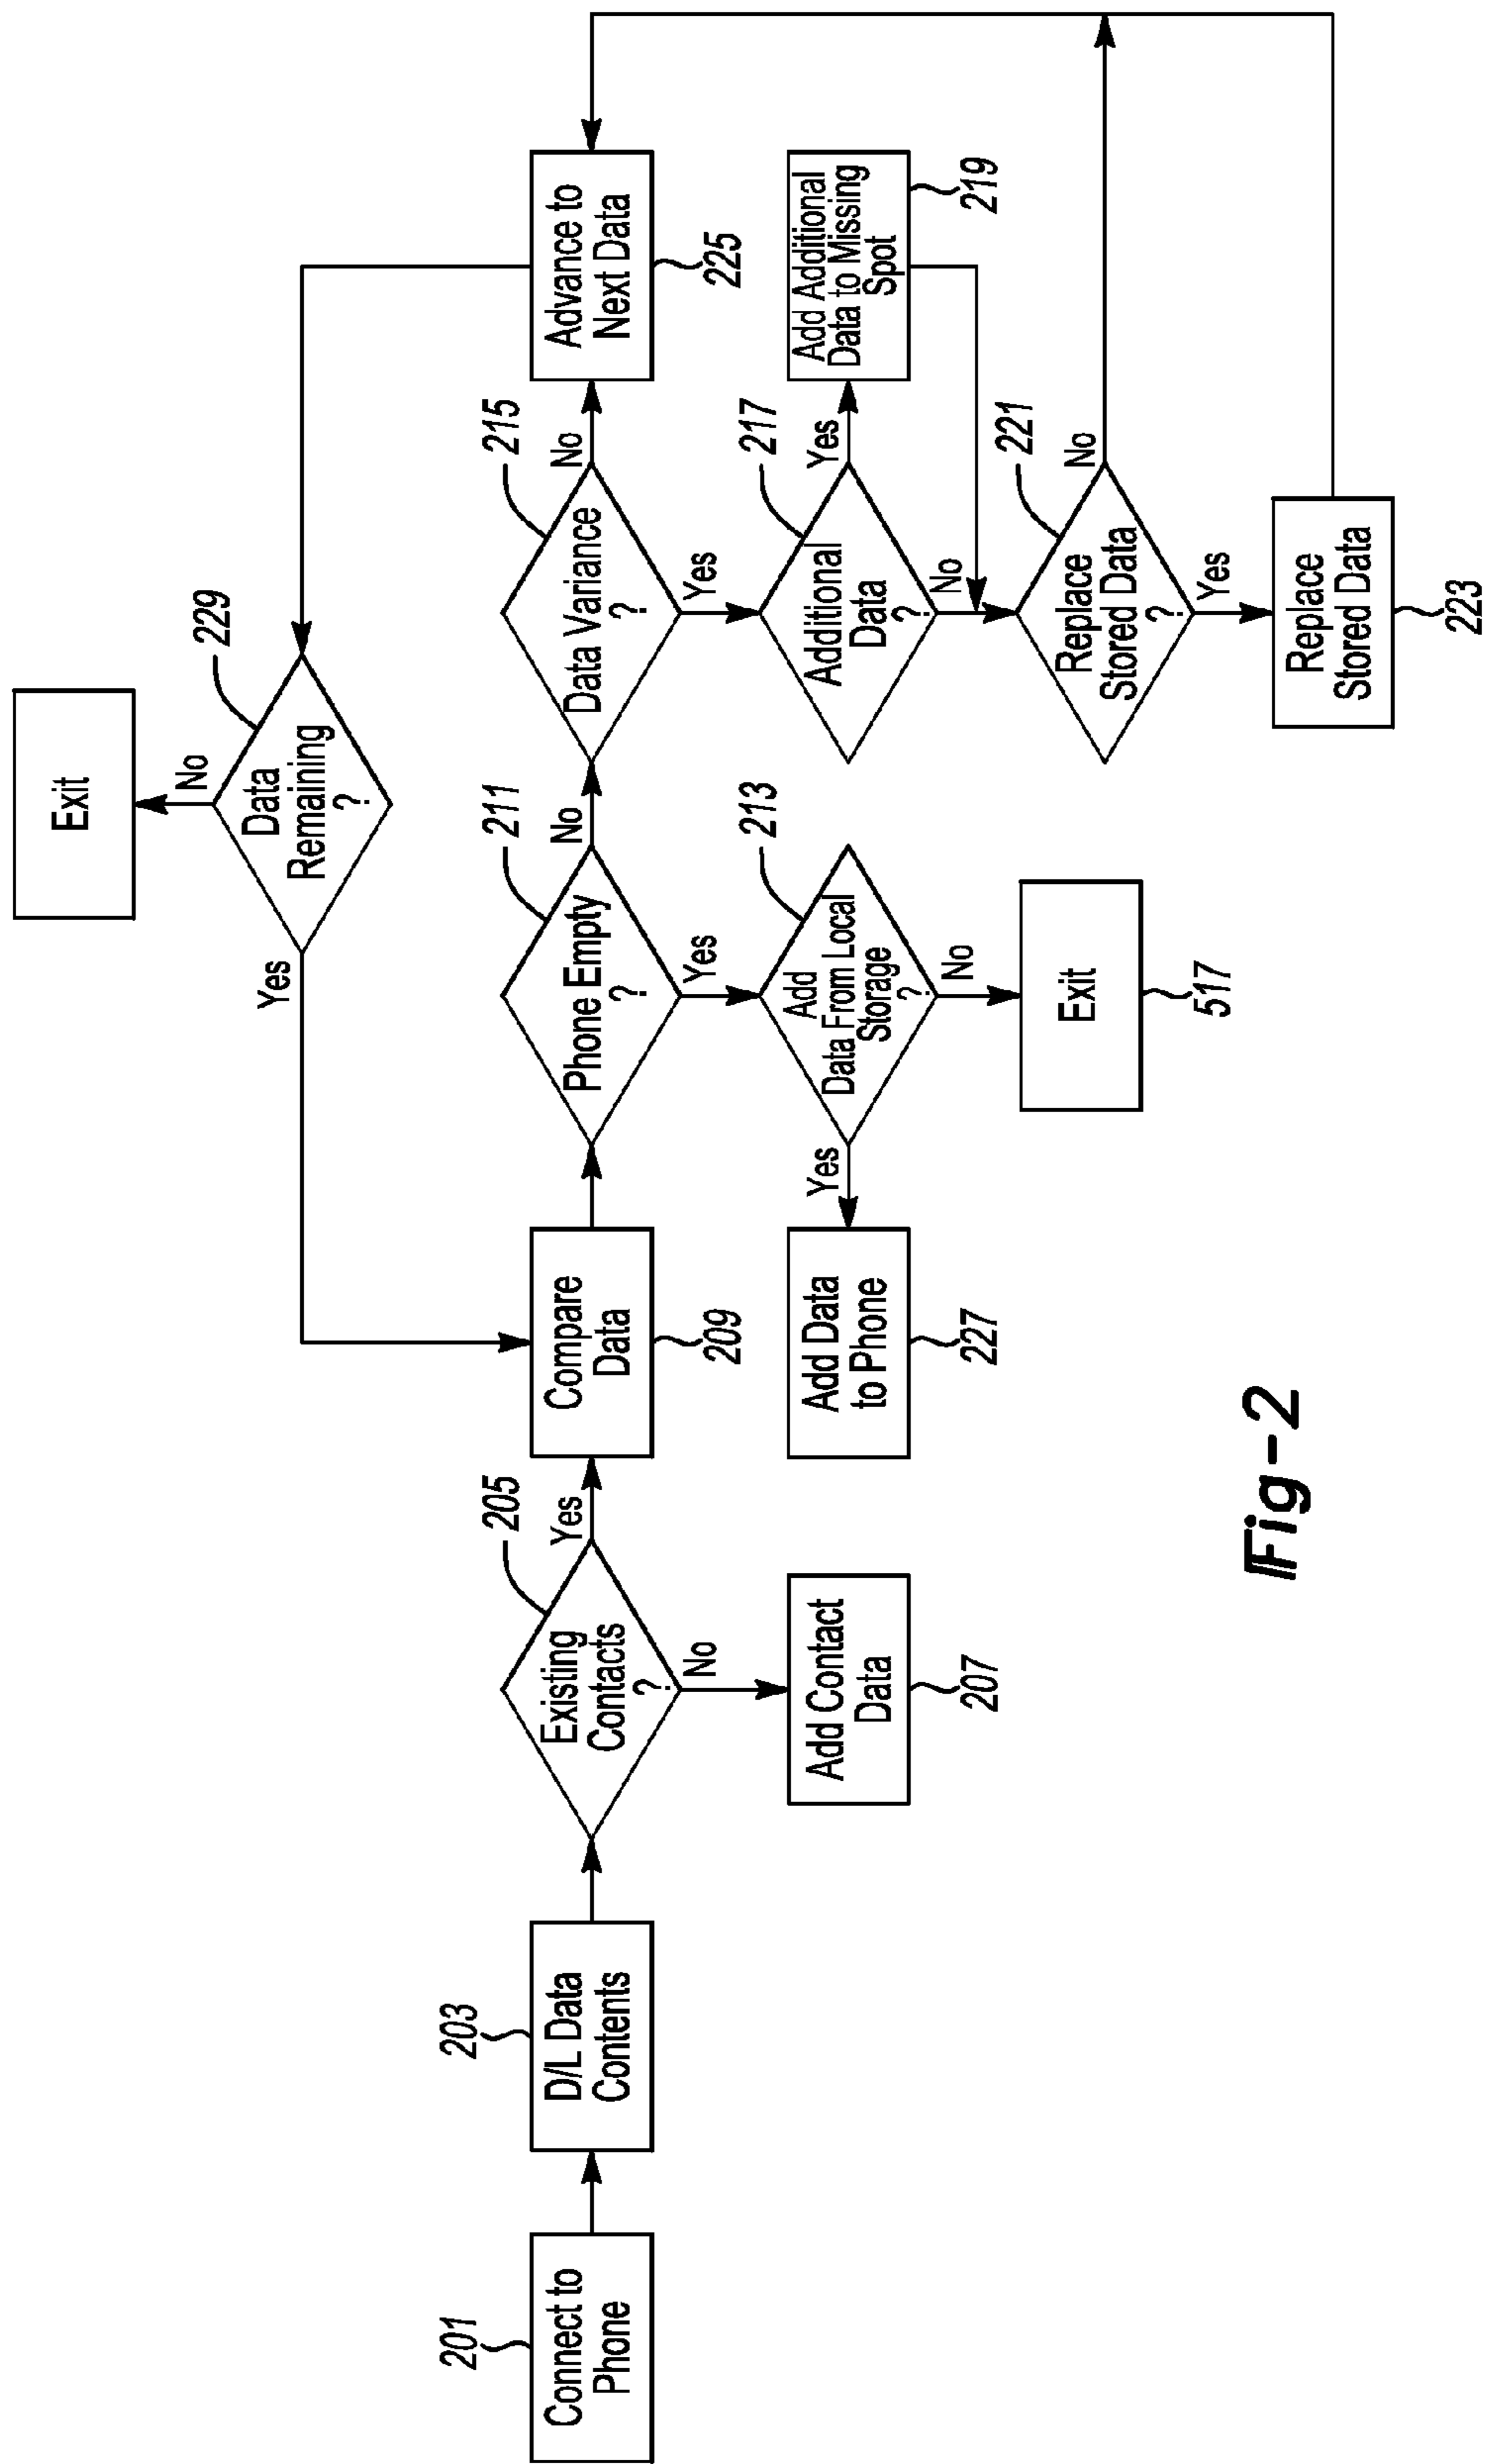 201
Connect to
Phone
203
D/L Data
Contents
205
Existing
Contacts
?
Yes
No
Add Contact
Data
207
Compare
Data
209
211
Phone Empty
?
No
Yes
213
Add
Data From Local
Storage
?
Yes
No
Add Data
to Phone
227
Exit
517
215
Data Variance
?
No
Yes
217
Additional
Data
?
Yes
No
Add Additional
Data to Missing
Spot
219
221
Replace
Stored Data
?
No
Yes
Replace
Stored Data
223
Advance to
Next Data
225
229
Data
Remaining
?
Yes
No
Exit
Fig-2